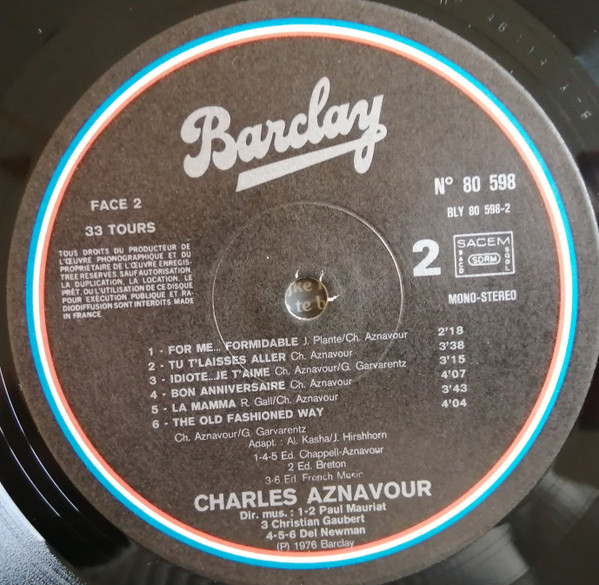 Barclay
FACE 2
33 TOURS
TOUS DROITS DU PRODUCTEUR DE
L'ŒUVRE PHONOGRAPHIQUE ET DU
PROPRIÉTAIRE DE L'ŒUVRE ENREGIS-
TREE RESERVES SAUF AUTORISATION,
LA DUPLICATION, LA LOCATION, LE
PRÊT, OU L'UTILISATION DE CE DISQUE
POUR EXÉCUTION PUBLIQUE ET RA-
DIODIFFUSION SONT INTERDITS. MADE
IN FRANCE
N° 80 598
BLY 80 598-2
2
SACEM
SACD
SDRM
SGDL
MONO-STEREO
ke
te b
1 - FOR ME... FORMIDABLE J. Plante/Ch. Aznavour 2'18
2 - TU T'LAISSES ALLER Ch. Aznavour 3'38
3 - IDIOTE...JE T'AIME Ch. Aznavour/G. Garvarentz 3'15
4 - BON ANNIVERSAIRE Ch. Aznavour 4'07
5 - LA MAMMA R. Gall/Ch. Aznavour 3'43
6 - THE OLD FASHIONED WAY 4'04
Ch. Aznavour/G. Garvarentz
Adapt. : Al. Kasha/J. Hirshhorn
1-4-5 Ed. Chappell-Aznavour
2 Ed. Breton
3-6 Ed. French Music
CHARLES AZNAVOUR
Dir. mus. : 1-2 Paul Mauriat
3 Christian Gaubert
4-5-6 Del Newman
(P) 1976 Barclay